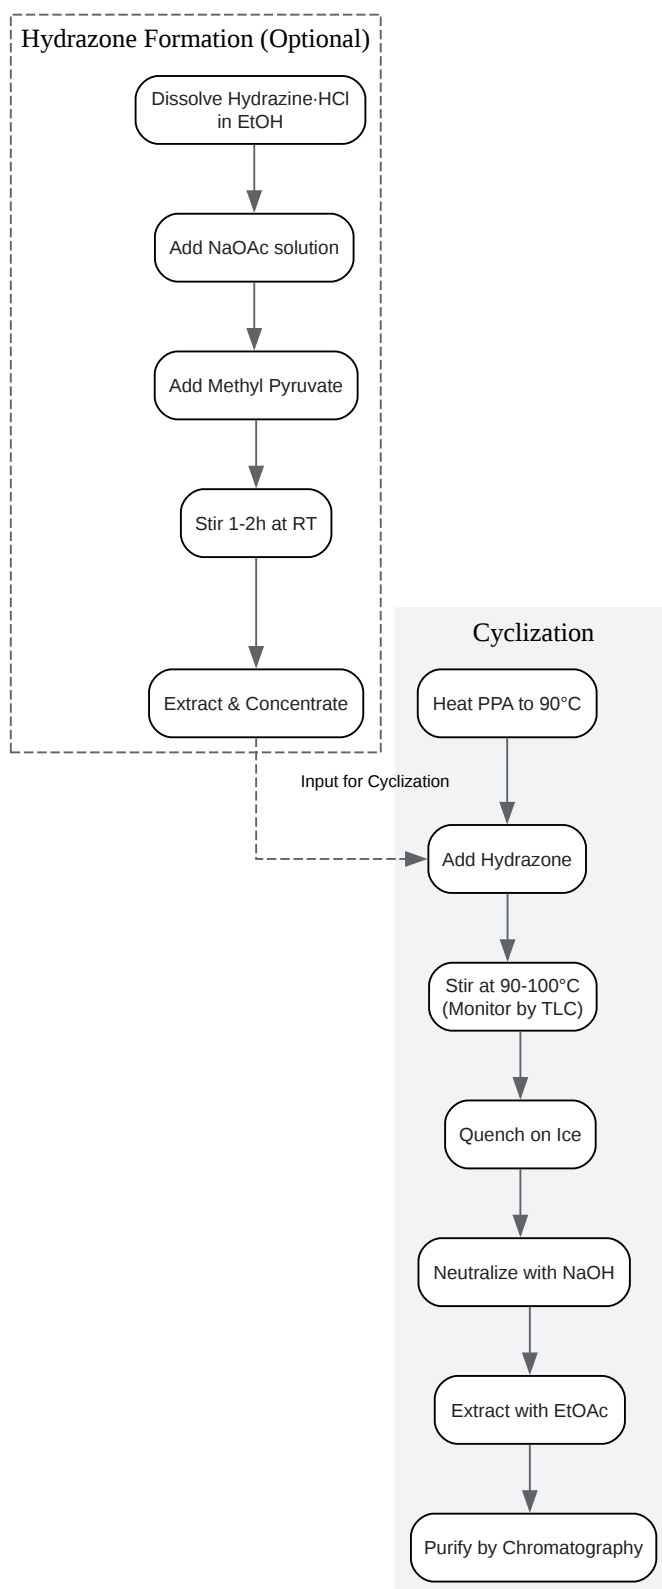 Hydrazone Formation (Optional)
Dissolve Hydrazine·HCl
in EtOH
Add NaOAc solution
Add Methyl Pyruvate
Stir 1-2h at RT
Extract & Concentrate
Input for Cyclization
Cyclization
Heat PPA to 90°C
Add Hydrazone
Stir at 90-100°C
(Monitor by TLC)
Quench on Ice
Neutralize with NaOH
Extract with EtOAc
Purify by Chromatography